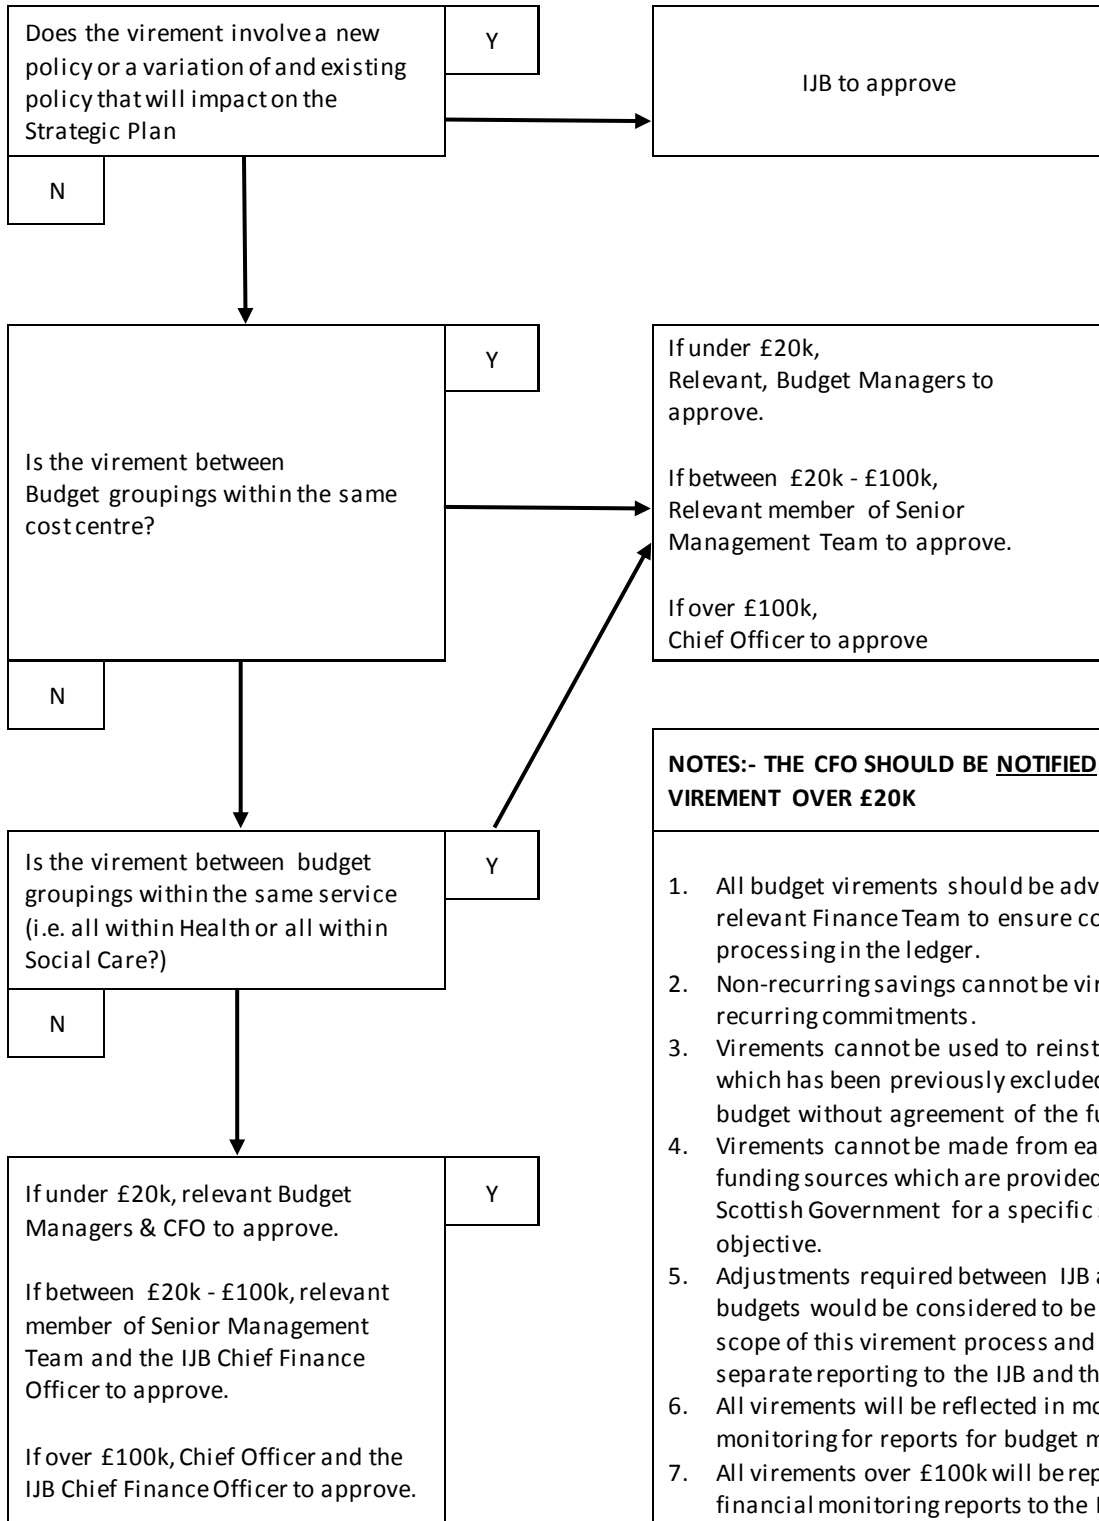 Does the virement involve a new
policy or a variation of and existing
policy that will impact on the
Strategic Plan
Y
IJB to approve
N
Is the virement between
Budget groupings within the same
cost centre?
Y
If under £20k,
Relevant, Budget Managers to
approve.
If between £20k - £100k,
Relevant member of Senior
Management Team to approve.
If over £100k,
Chief Officer to approve
N
Is the virement between budget
groupings within the same service
(i.e. all within Health or all within
Social Care?)
Y
N
If under £20k, relevant Budget
Managers & CFO to approve.
If between £20k - £100k, relevant
member of Senior Management
Team and the IJB Chief Finance
Officer to approve.
If over £100k, Chief Officer and the
IJB Chief Finance Officer to approve.
Y
NOTES:- THE CFO SHOULD BE NOTIFIED
VIREMENT OVER £20K
1. All budget virements should be adv
relevant Finance Team to ensure co
processing in the ledger.
2. Non-recurring savings cannot be vir
recurring commitments.
3. Virements cannot be used to reinst
which has been previously excluded
budget without agreement of the fu
4. Virements cannot be made from ea
funding sources which are provided
Scottish Government for a specific
objective.
5. Adjustments required between IJB a
budgets would be considered to be
scope of this virement process and
separate reporting to the IJB and th
6. All virements will be reflected in mo
monitoring for reports for budget m
7. All virements over £100k will be rep
financial monitoring reports to the